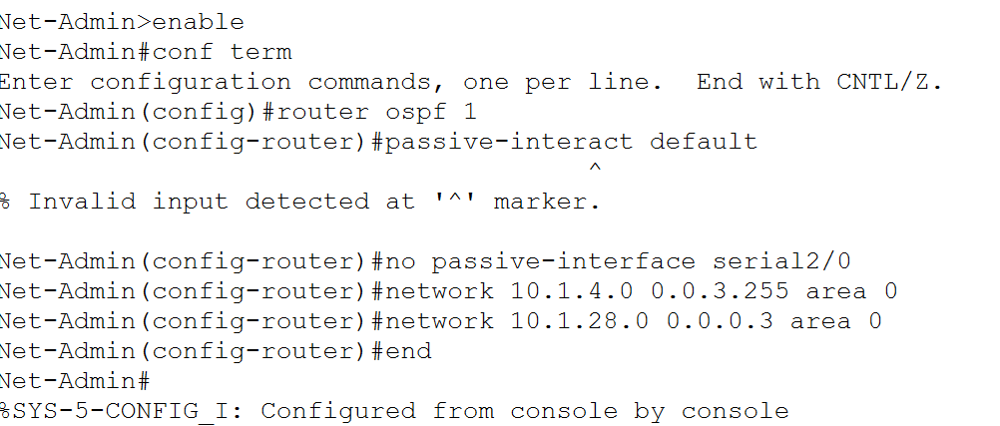 Net-Admin>enable
Net-Admin#conf term
Enter configuration commands, one per line.  End with CNTL/Z.
Net-Admin(config)#router ospf 1
Net-Admin(config-router)#passive-interact default
^
% Invalid input detected at '^' marker.
Net-Admin(config-router)#no passive-interface serial2/0
Net-Admin(config-router)#network 10.1.4.0 0.0.3.255 area 0
Net-Admin(config-router)#network 10.1.28.0 0.0.0.3 area 0
Net-Admin(config-router)#end
Net-Admin#
%SYS-5-CONFIG_I: Configured from console by console